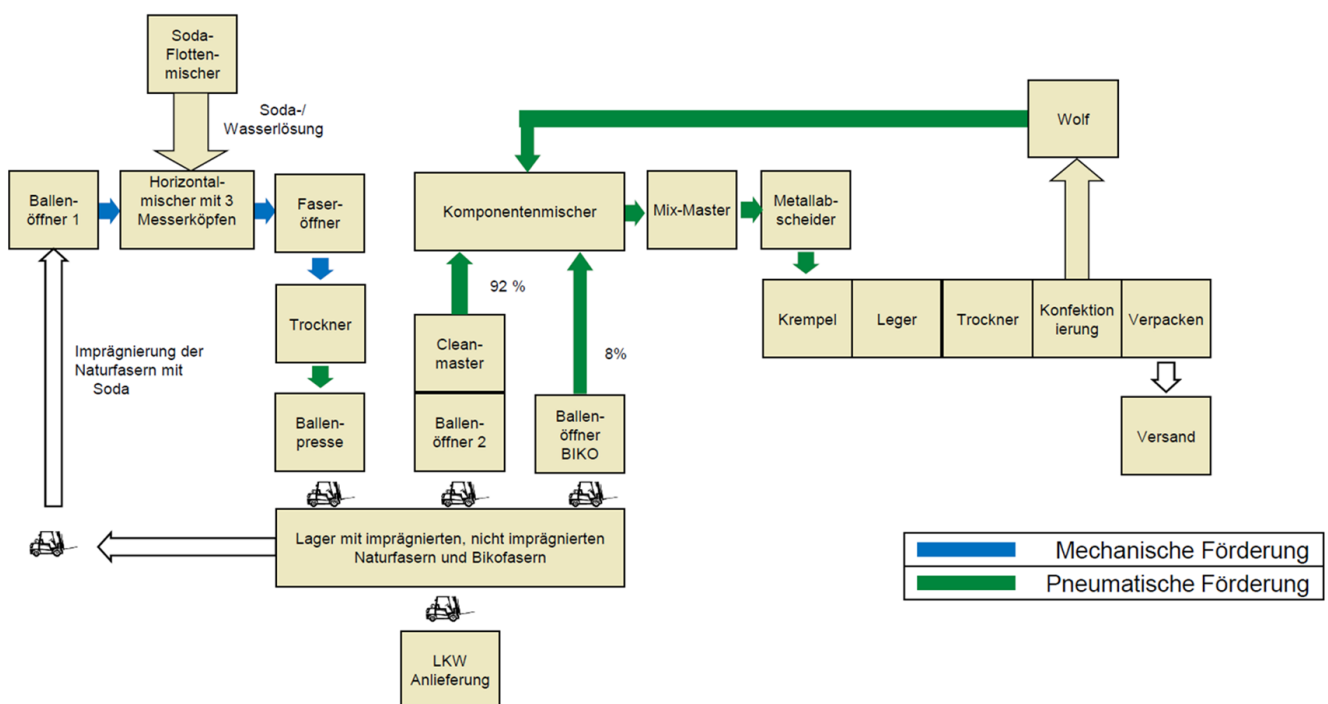 Soda-
Flotten-
mischer
Soda-/
Wasserlösung
Wolf
Ballen-
öffner 1
Horizontal-
mischer mit 3
Messerköpfen
Faser-
öffner
Komponentenmischer
Mix-Master
Metallab-
scheider
92 %
Trockner
Clean-
master
8%
Krempel
Leger
Trockner
Konfektion
ierung
Verpacken
Imprägnierung der
Naturfasern mit
Soda
Ballen-
presse
Ballen-
öffner 2
Ballen-
öffner
BIKO
Versand
Lager mit imprägnierten, nicht imprägnierten
Naturfasern und Bikofasern
Mechanische Förderung
Pneumatische Förderung
LKW
Anlieferung